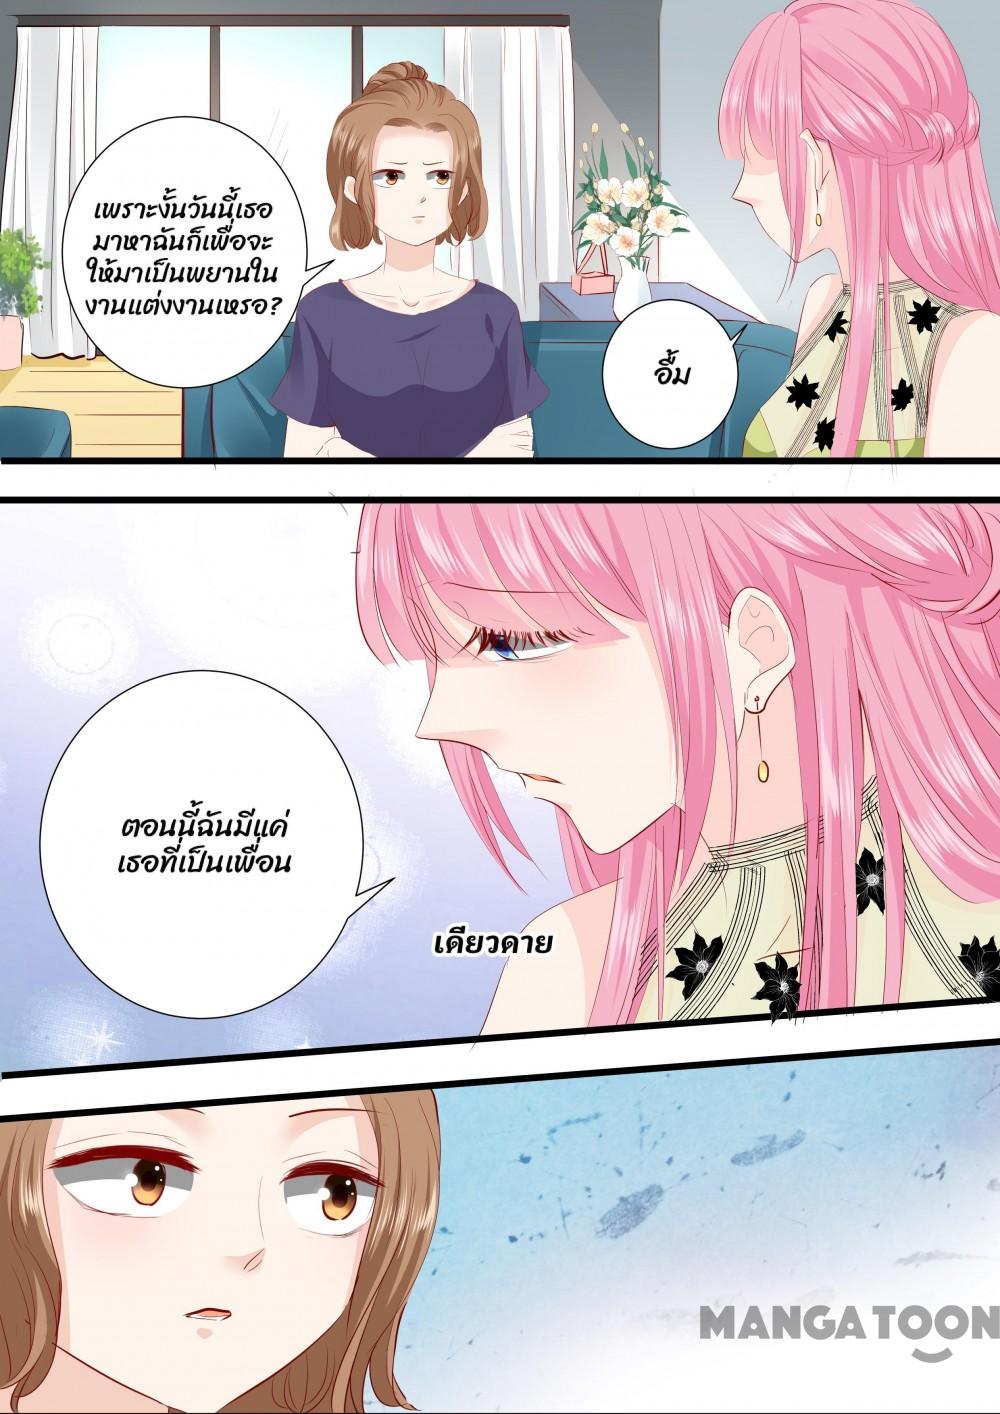 เพราะงั้นวันนี้เธอ
มาหาฉันก็เพื่อจะ
ให้มาเป็นพยานใน
งานแต่งงานเหรอ?
อื้ม
ตอนนี้ฉันมีแค่
เธอที่เป็นเพื่อน
เดียวดาย
MANGATOON